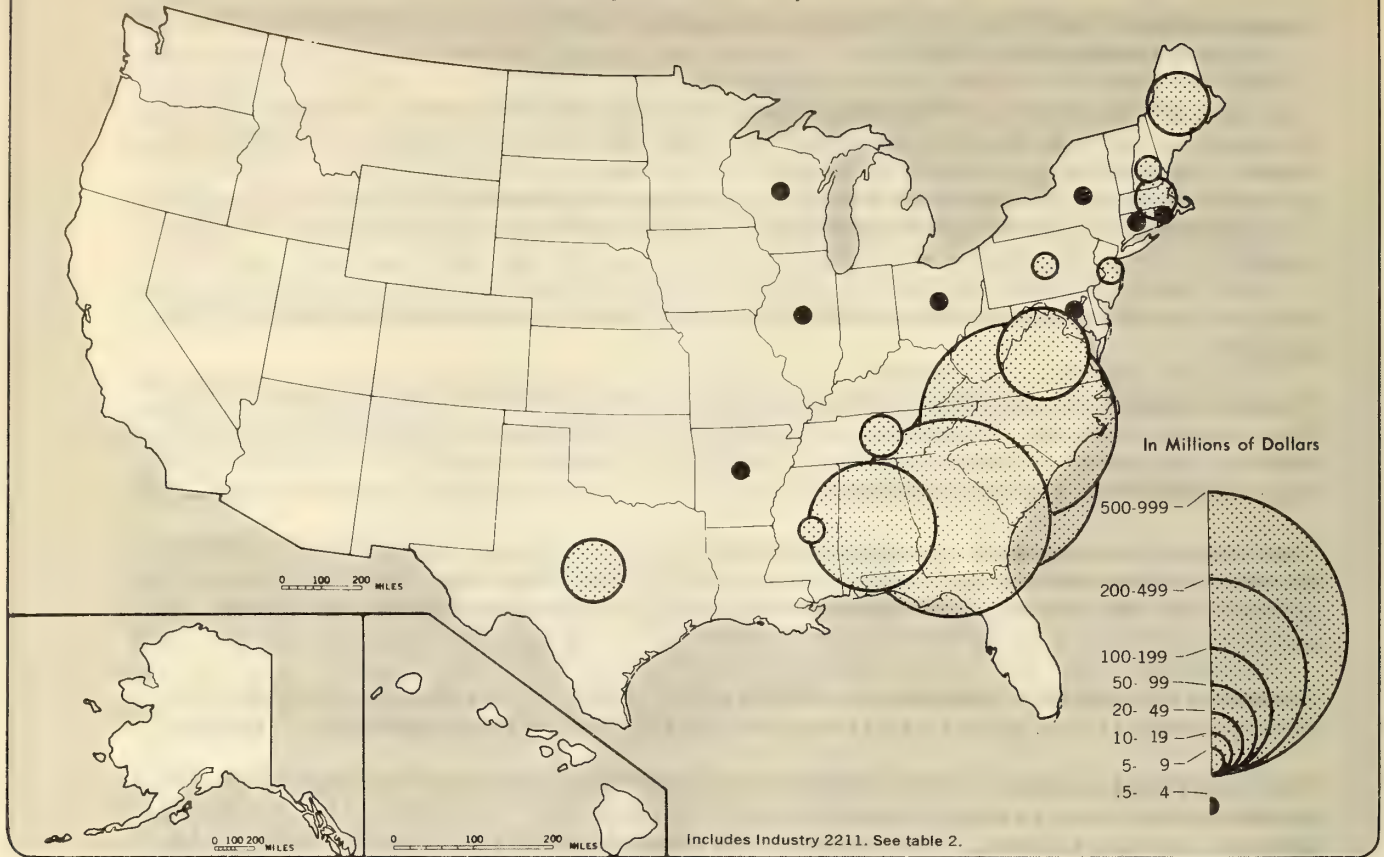 In Millions of Dollars
500-999
200-499
100-199
50- 99
20- 49
10- 19
5- 9
.5- 4
0 100 200 MILES
0 100 200 MILES
0 100 200 MILES
Includes Industry 2211. See table 2.